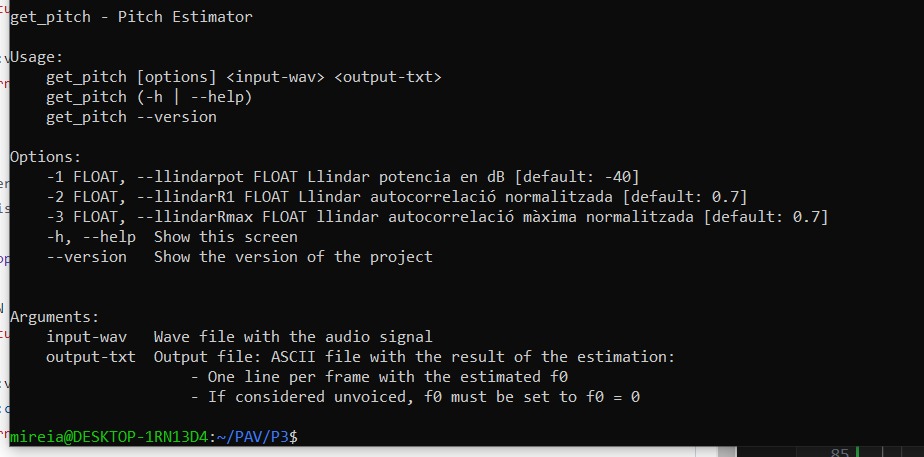 get_pitch - Pitch Estimator
Usage:
get_pitch [options] <input-wav> <output-txt>
get_pitch (-h | --help)
get_pitch --version
Options:
-1 FLOAT, --llindarpot FLOAT Llindar potencia en dB [default: -40]
-2 FLOAT, --llindarR1 FLOAT Llindar autocorrelació normalitzada [default: 0.7]
-3 FLOAT, --llindarRmax FLOAT llindar autocorrelació màxima normalitzada [default: 0.7]
-h, --help Show this screen
--version Show the version of the project
Arguments:
input-wav Wave file with the audio signal
output-txt Output file: ASCII file with the result of the estimation:
- One line per frame with the estimated f0
- If considered unvoiced, f0 must be set to f0 = 0
mireia@DESKTOP-1RN13D4:~/PAV/P3$
85